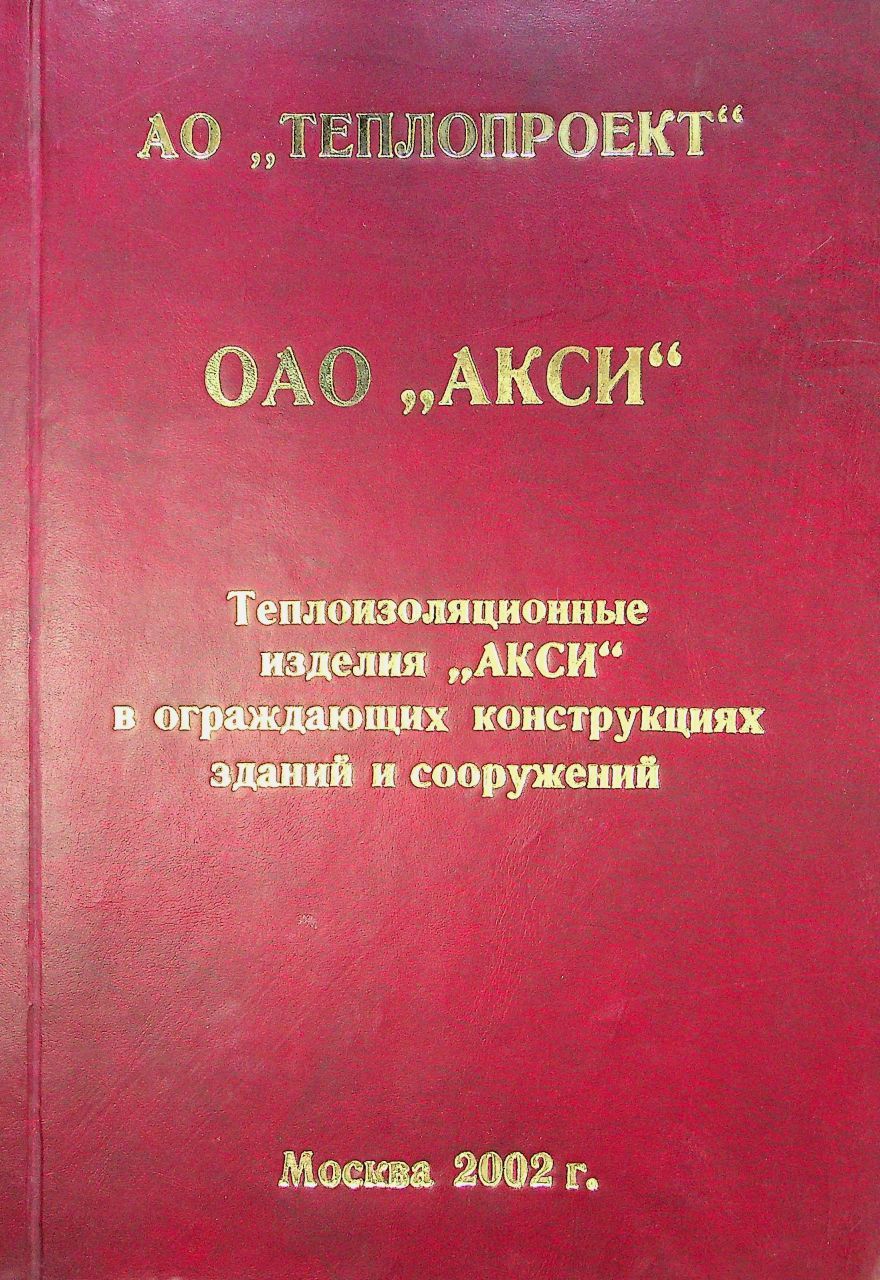 АО „ТЕПЛОПРОЕКТ“
ОАО „АКСИ“
Теплоизоляционные
изделия „АКСИ“
в ограждающих конструкциях
зданий и сооружений
Москва 2002 г.